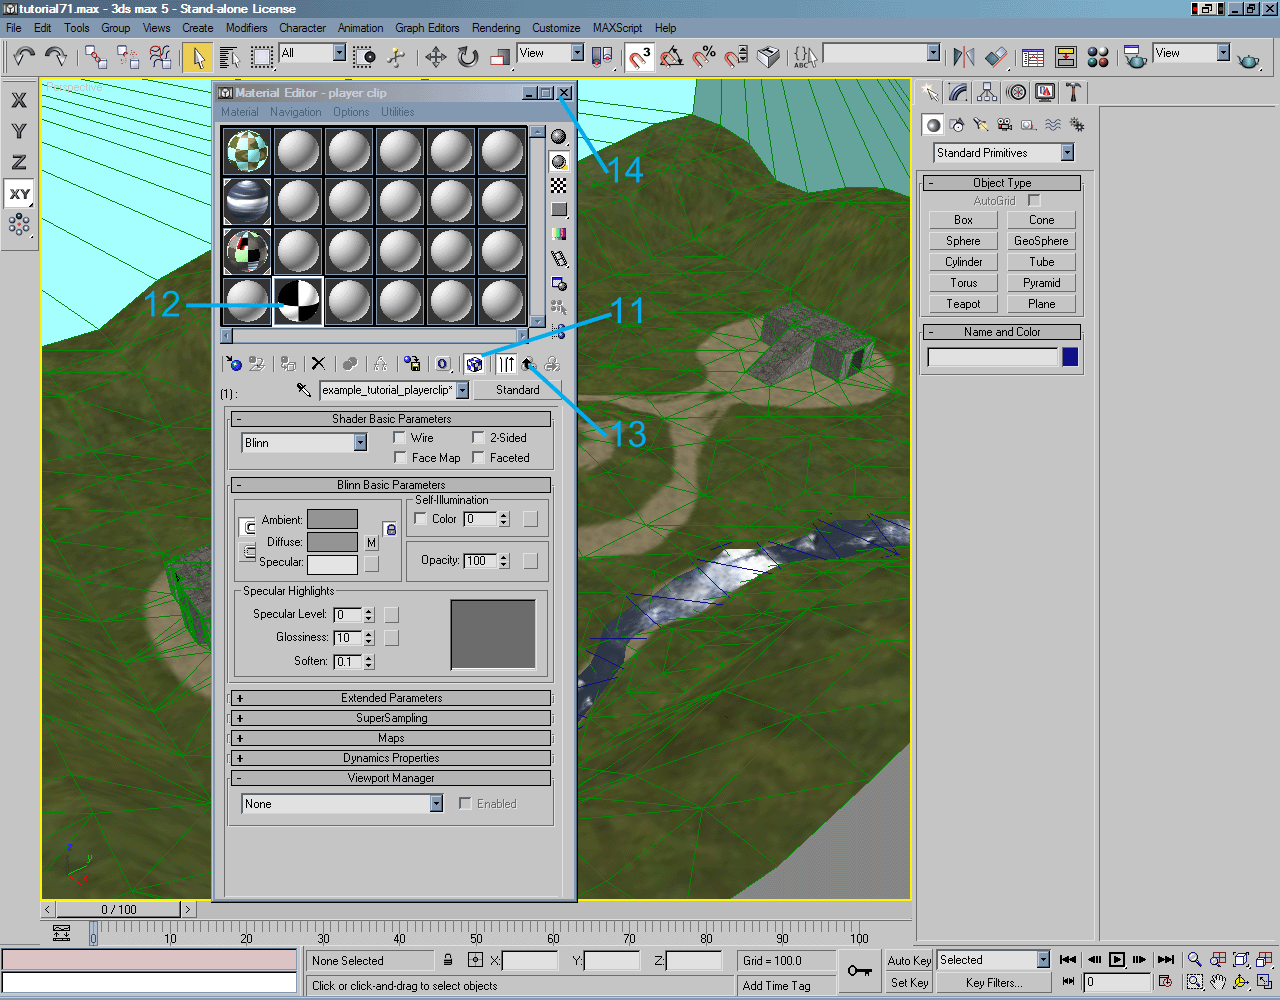 tutorial71.max - 3ds max 5 - Stand-alone License
File Edit Tools Group Views Create Modifiers Character Animation Graph Editors Rendering Customize MAXScript Help
All View 3 ABC View
Perspective
X
Y
Z
XY
Material Editor - player clip
Material Navigation Options Utilities
14
12
11
13
(1) : example_tutorial_playerclip* Standard
- Shader Basic Parameters
Blinn Wire 2-Sided
Face Map Faceted
- Blinn Basic Parameters
Self-Illumination
Ambient: Color 0
Diffuse: M
Specular: Opacity: 100
Specular Highlights
Specular Level: 0
Glossiness: 10
Soften: 0.1
+ Extended Parameters
+ SuperSampling
+ Maps
+ Dynamics Properties
- Viewport Manager
None Enabled
Standard Primitives
- Object Type
AutoGrid
Box Cone
Sphere GeoSphere
Cylinder Tube
Torus Pyramid
Teapot Plane
- Name and Color
z y x
< 0 / 100 >
0 10 20 30 40 50 60 70 80 90 100
None Selected X: Y: Z: Grid = 100.0 Auto Key Selected
Click or click-and-drag to select objects Add Time Tag Set Key Key Filters... 0